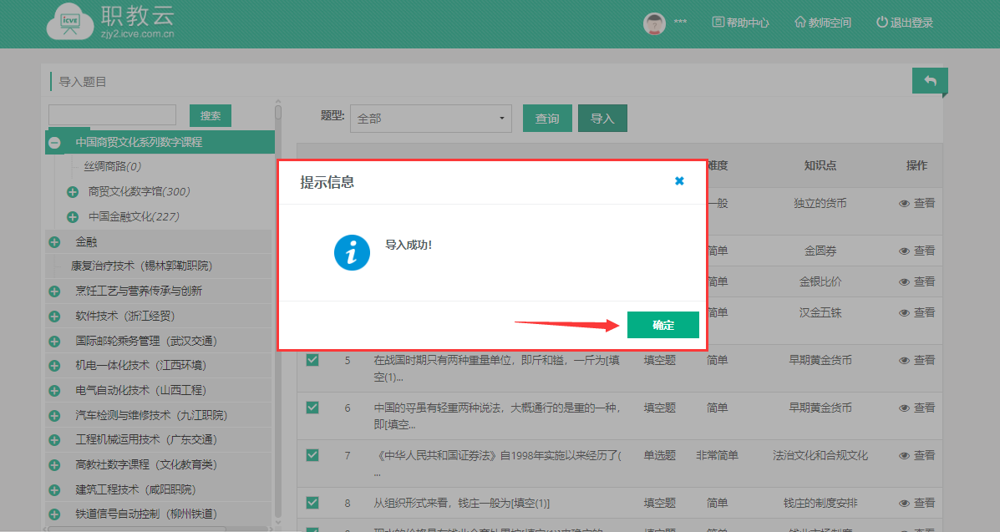 icve
职教云
zjy2.icve.com.cn
***
帮助中心
教师空间
退出登录
导入题目
搜索
题型:
全部
查询
导入
中国商贸文化系列数字课程
丝绸商路(0)
商贸文化数字馆(300)
中国金融文化(227)
金融
康复治疗技术（锡林郭勒职院）
烹饪工艺与营养传承与创新
软件技术（浙江经贸）
国际邮轮乘务管理（武汉交通）
机电一体化技术（江西环境）
电气自动化技术（山西工程）
汽车检测与维修技术（九江职院）
工程机械运用技术（广东交通）
高教社数字课程（文化教育类）
建筑工程技术（咸阳职院）
铁道信号自动控制（柳州铁道）
难度 知识点 操作
一般 独立的货币 查看
简单 金圆券 查看
简单 金银比价 查看
简单 汉金五铢 查看
提示信息
导入成功!
确定
5 在战国时期只有两种重量单位，即斤和镒，一斤为[填 填空题 简单 早期黄金货币 查看
空(1)...
6 中国的寽虽有轻重两种说法，大概通行的是重的一种， 填空题 简单 早期黄金货币 查看
即[填空...
7 《中华人民共和国证券法》自1998年实施以来经历了( 单选题 非常简单 法治文化和合规文化 查看
...
8 从组织形式来看，钱庄一般为[填空(1)] 填空题 简单 钱庄的制度安排 查看